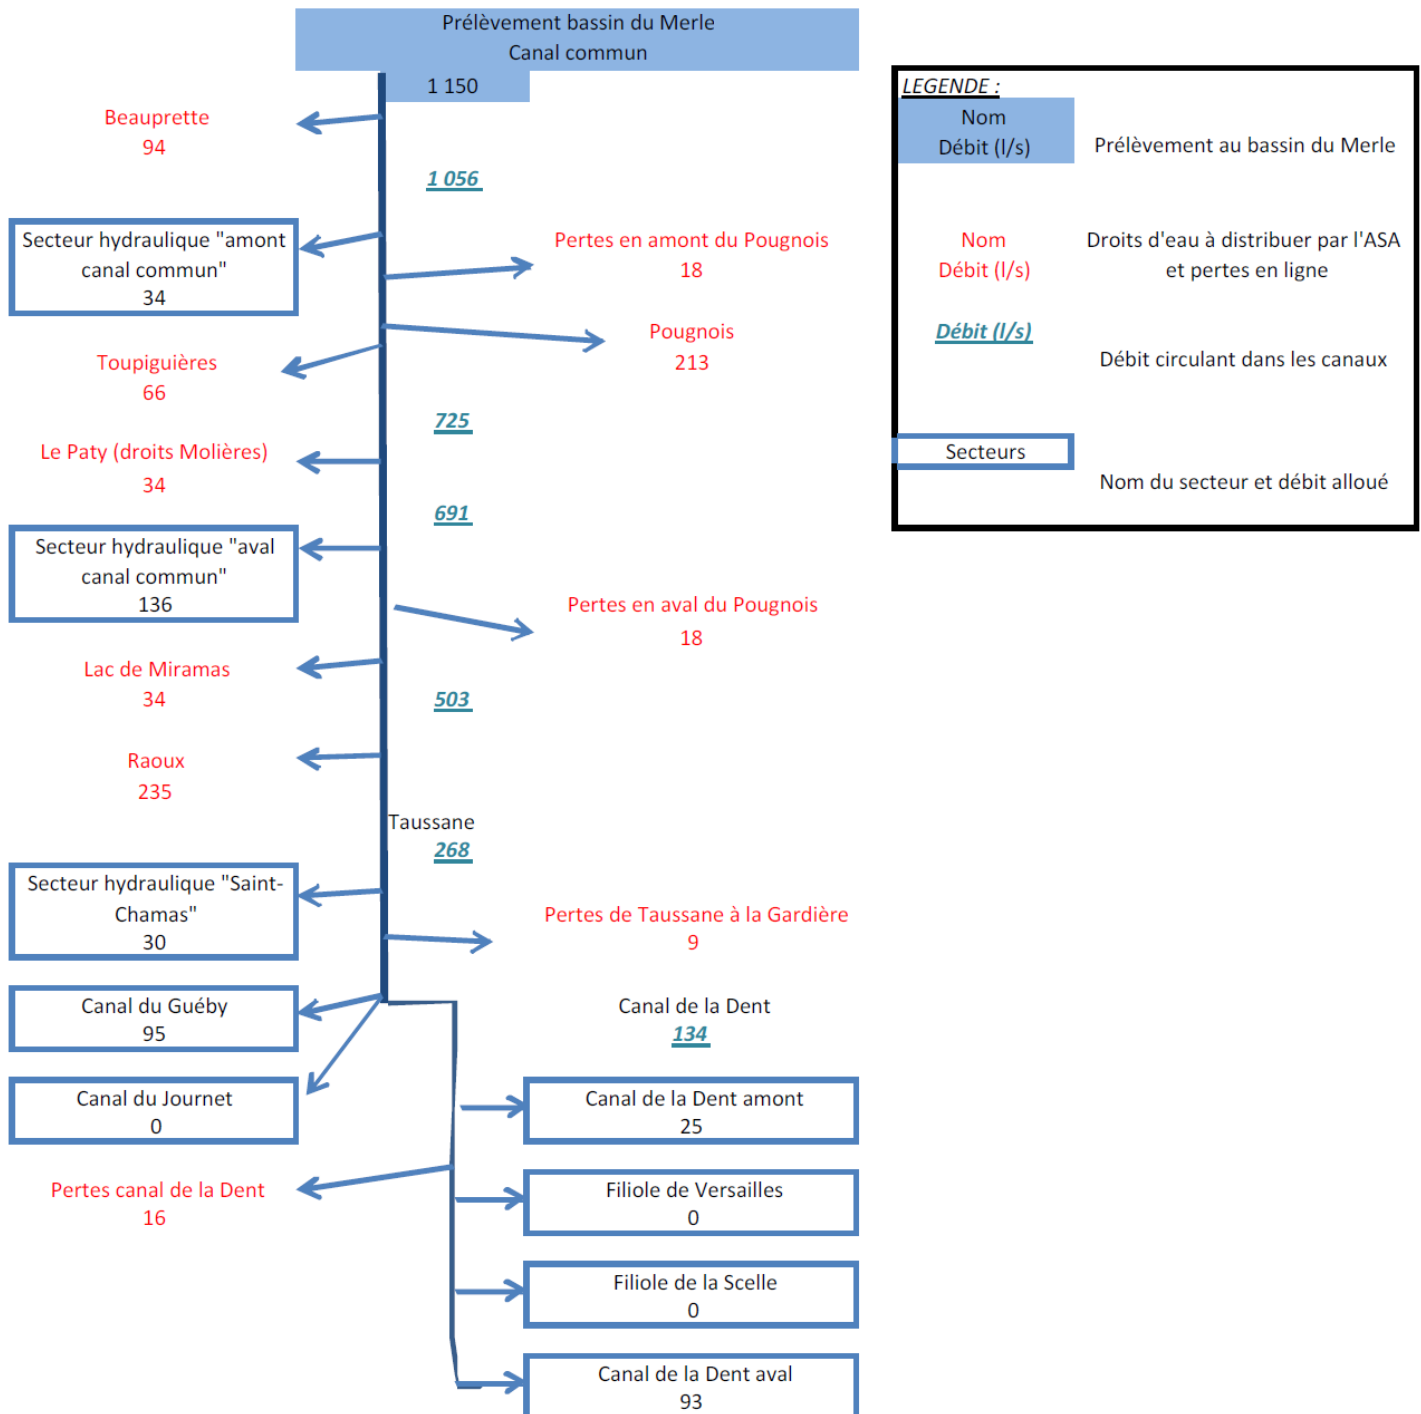 Prélèvement bassin du Merle
Canal commun
1 150
Beauprette
94
1 056
Secteur hydraulique "amont
canal commun"
34
Pertes en amont du Pougnois
18
Pougnois
213
Toupiguières
66
725
Le Paty (droits Molières)
34
691
Secteur hydraulique "aval
canal commun"
136
Pertes en aval du Pougnois
18
Lac de Miramas
34
503
Raoux
235
Taussane
268
Secteur hydraulique "Saint-
Chamas"
30
Pertes de Taussane à la Gardière
9
Canal du Guéby
95
Canal de la Dent
134
Canal du Journet
0
Canal de la Dent amont
25
Pertes canal de la Dent
16
Filiole de Versailles
0
Filiole de la Scelle
0
Canal de la Dent aval
93
LEGENDE :
Nom
Débit (l/s)
Prélèvement au bassin du Merle
Nom
Débit (l/s)
Droits d'eau à distribuer par l'ASA
et pertes en ligne
Débit (l/s)
Débit circulant dans les canaux
Secteurs
Nom du secteur et débit alloué